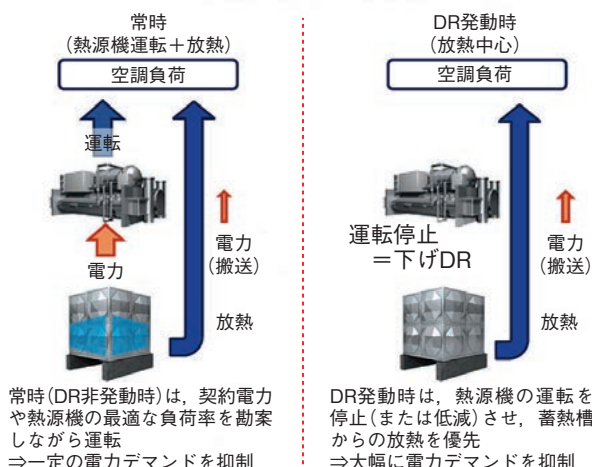 常時
(熱源機運転＋放熱)
空調負荷
運転
電力
電力
(搬送)
放熱
常時(DR非発動時)は，契約電力
や熱源機の最適な負荷率を勘案
しながら運転
⇒一定の電力デマンドを抑制
DR発動時
(放熱中心)
空調負荷
運転停止
＝下げDR
電力
(搬送)
放熱
DR発動時は，熱源機の運転を
停止(または低減)させ，蓄熱槽
からの放熱を優先
⇒大幅に電力デマンドを抑制